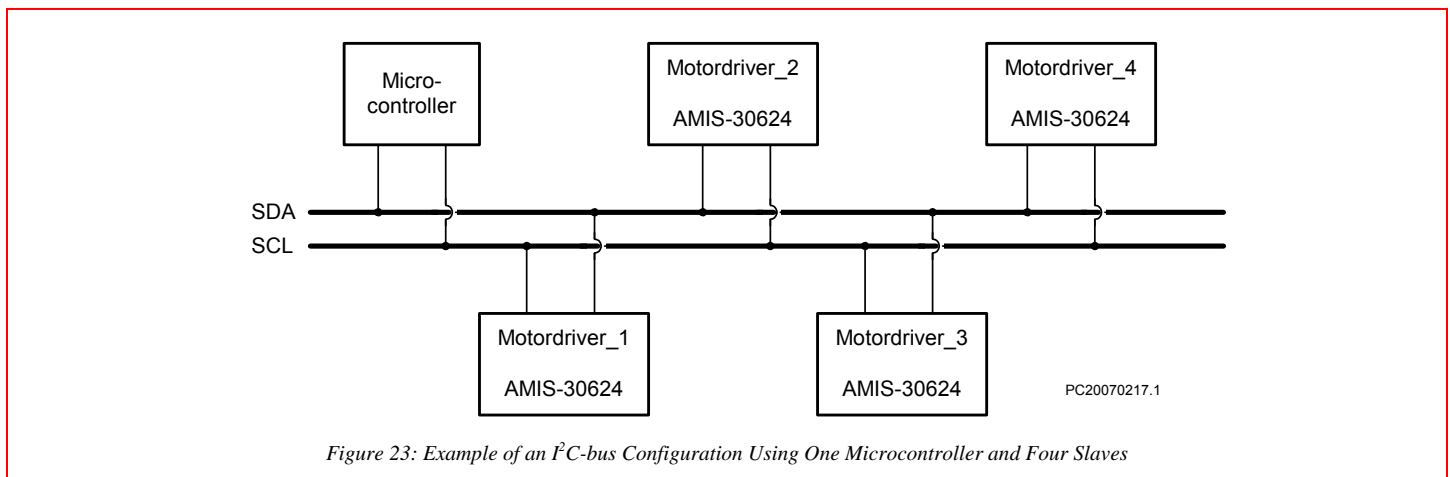 Micro-
controller
Motordriver_2
AMIS-30624
Motordriver_4
AMIS-30624
SDA
SCL
Motordriver_1
AMIS-30624
Motordriver_3
AMIS-30624
PC20070217.1
Figure 23: Example of an I²C-bus Configuration Using One Microcontroller and Four Slaves